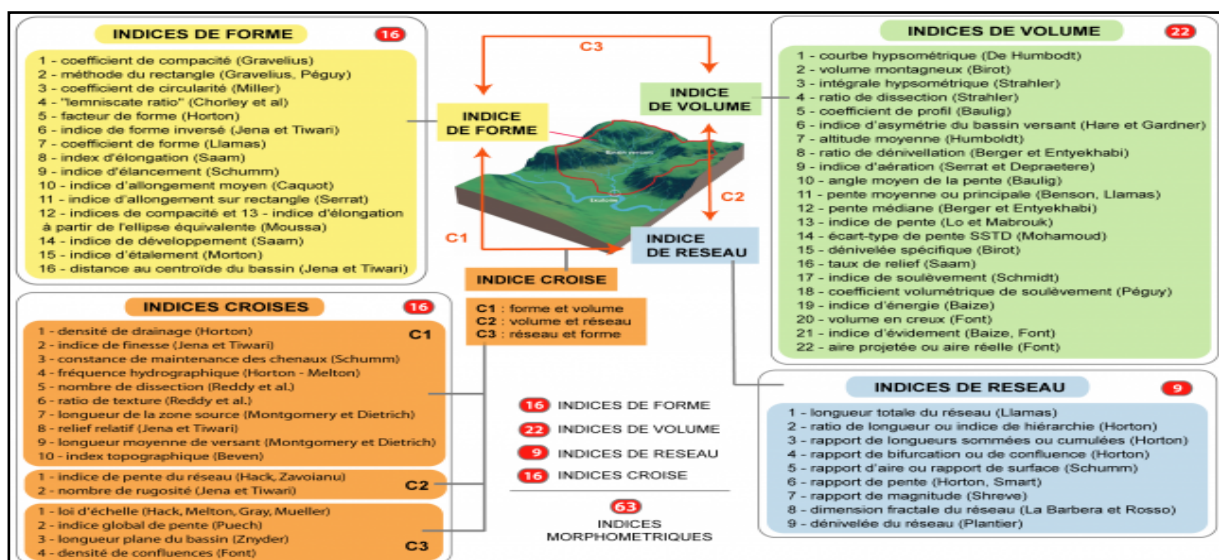 INDICES DE FORME 16
1 - coefficient de compacité (Gravelius)
2 - méthode du rectangle (Gravelius, Péguy)
3 - coefficient de circularité (Miller)
4 - "lemniscate ratio" (Chorley et al)
5 - facteur de forme (Horton)
6 - indice de forme inversé (Jena et Tiwari)
7 - coefficient de forme (Llamas)
8 - index d'élongation (Saam)
9 - indice d'élancement (Schumm)
10 - indice d'allongement moyen (Caquot)
11 - indice d'allongement sur rectangle (Serrat)
12 - indices de compacité et 13 - indice d'élongation
à partir de l'ellipse équivalente (Moussa)
14 - indice de développement (Saam)
15 - indice d'étalement (Morton)
16 - distance au centroïde du bassin (Jena et Tiwari)
C3
INDICE
DE FORME
INDICE
DE VOLUME
Bassin versant
Exutoire
C2
C1
INDICE
DE RESEAU
INDICE CROISE
C1 : forme et volume
C2 : volume et réseau
C3 : réseau et forme
INDICES DE VOLUME 22
1 - courbe hypsométrique (De Humbodt)
2 - volume montagneux (Birot)
3 - intégrale hypsométrique (Strahler)
4 - ratio de dissection (Strahler)
5 - coefficient de profil (Baulig)
6 - indice d'asymétrie du bassin versant (Hare et Gardner)
7 - altitude moyenne (Humboldt)
8 - ratio de dénivellation (Berger et Entyekhabi)
9 - indice d'aération (Serrat et Depraetere)
10 - angle moyen de la pente (Baulig)
11 - pente moyenne ou principale (Benson, Llamas)
12 - pente médiane (Berger et Entyekhabi)
13 - indice de pente (Lo et Mabrouk)
14 - écart-type de pente SSTD (Mohamoud)
15 - dénivelée spécifique (Birot)
16 - taux de relief (Saam)
17 - indice de soulèvement (Schmidt)
18 - coefficient volumétrique de soulèvement (Péguy)
19 - indice d'énergie (Baize)
20 - volume en creux (Font)
21 - indice d'évidement (Baize, Font)
22 - aire projetée ou aire réelle (Font)
INDICES CROISES 16
C1
1 - densité de drainage (Horton)
2 - indice de finesse (Jena et Tiwari)
3 - constance de maintenance des chenaux (Schumm)
4 - fréquence hydrographique (Horton - Melton)
5 - nombre de dissection (Reddy et al.)
6 - ratio de texture (Reddy et al.)
7 - longueur de la zone source (Montgomery et Dietrich)
8 - relief relatif (Jena et Tiwari)
9 - longueur moyenne de versant (Montgomery et Dietrich)
10 - index topographique (Beven)
1 - indice de pente du réseau (Hack, Zavoianu)
2 - nombre de rugosité (Jena et Tiwari)
C2
1 - loi d'échelle (Hack, Melton, Gray, Mueller)
2 - indice global de pente (Puech)
3 - longueur plane du bassin (Znyder)
4 - densité de confluences (Font)
C3
16 INDICES DE FORME
22 INDICES DE VOLUME
9 INDICES DE RESEAU
16 INDICES CROISE
63
INDICES
MORPHOMETRIQUES
INDICES DE RESEAU 9
1 - longueur totale du réseau (Llamas)
2 - ratio de longueur ou indice de hiérarchie (Horton)
3 - rapport de longueurs sommées ou cumulées (Horton)
4 - rapport de bifurcation ou de confluence (Horton)
5 - rapport d'aire ou rapport de surface (Schumm)
6 - rapport de pente (Horton, Smart)
7 - rapport de magnitude (Shreve)
8 - dimension fractale du réseau (La Barbera et Rosso)
9 - dénivelée du réseau (Plantier)